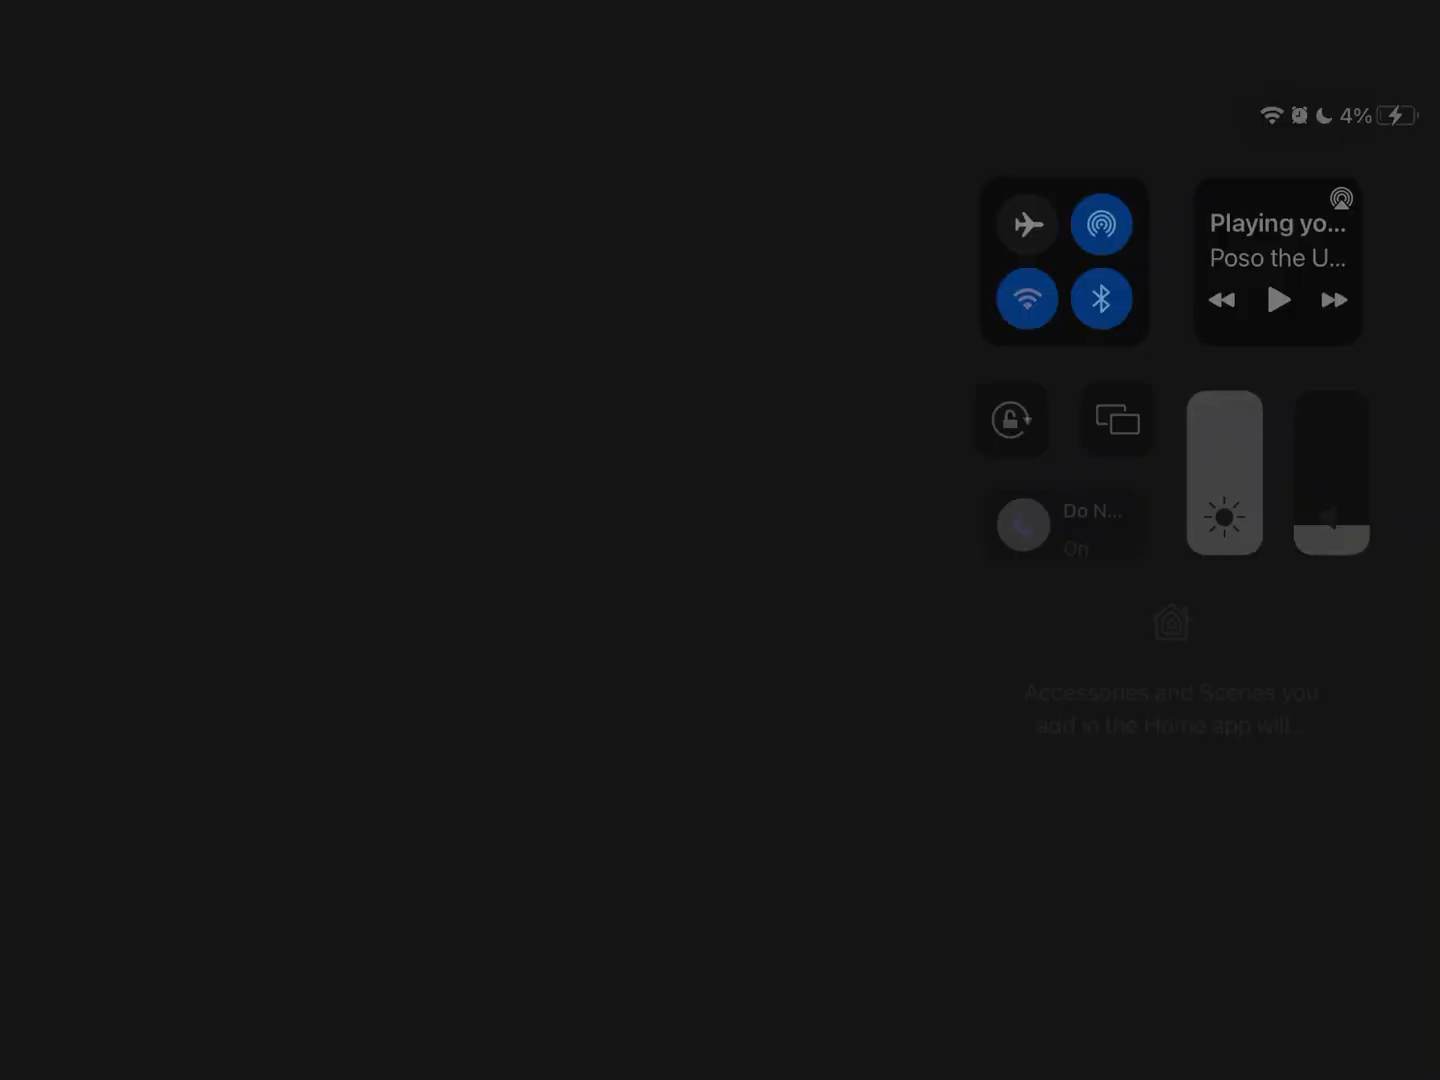 4%
Playing yo...
Poso the U...
Do N...
On
Accessories and Scenes you
add in the Home app will...